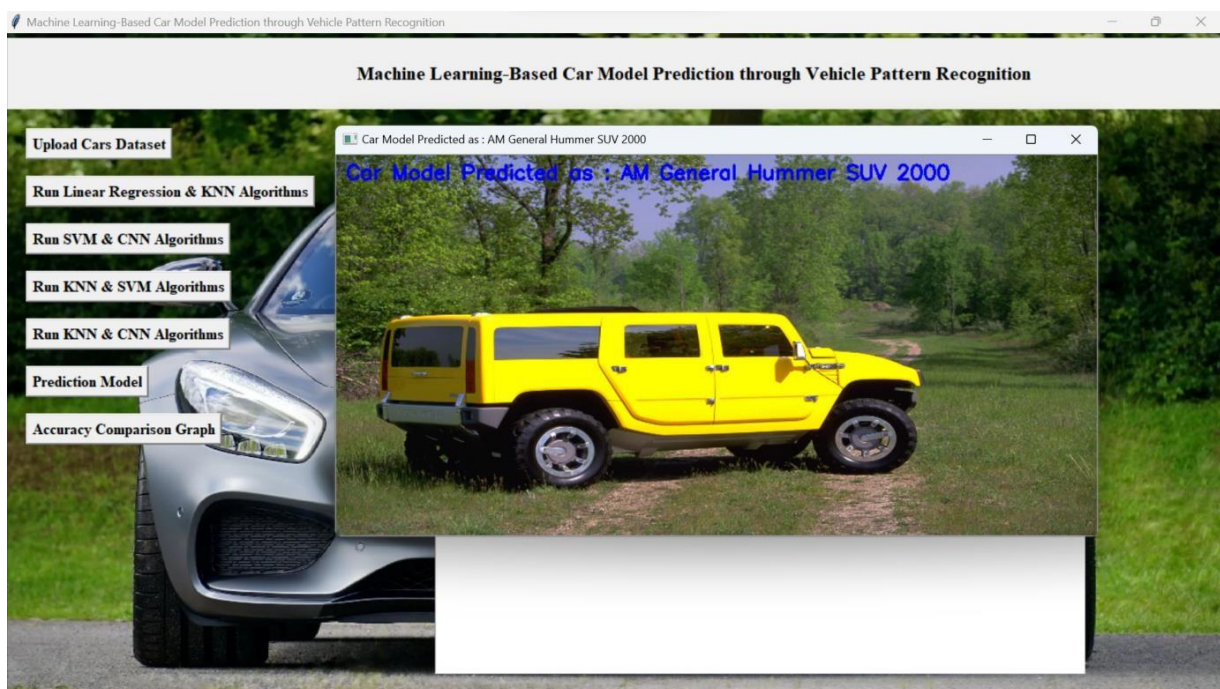 Machine Learning-Based Car Model Prediction through Vehicle Pattern Recognition
Machine Learning-Based Car Model Prediction through Vehicle Pattern Recognition
Upload Cars Dataset
Run Linear Regression & KNN Algorithms
Run SVM & CNN Algorithms
Run KNN & SVM Algorithms
Run KNN & CNN Algorithms
Prediction Model
Accuracy Comparison Graph
Car Model Predicted as : AM General Hummer SUV 2000
Car Model Predicted as : AM General Hummer SUV 2000